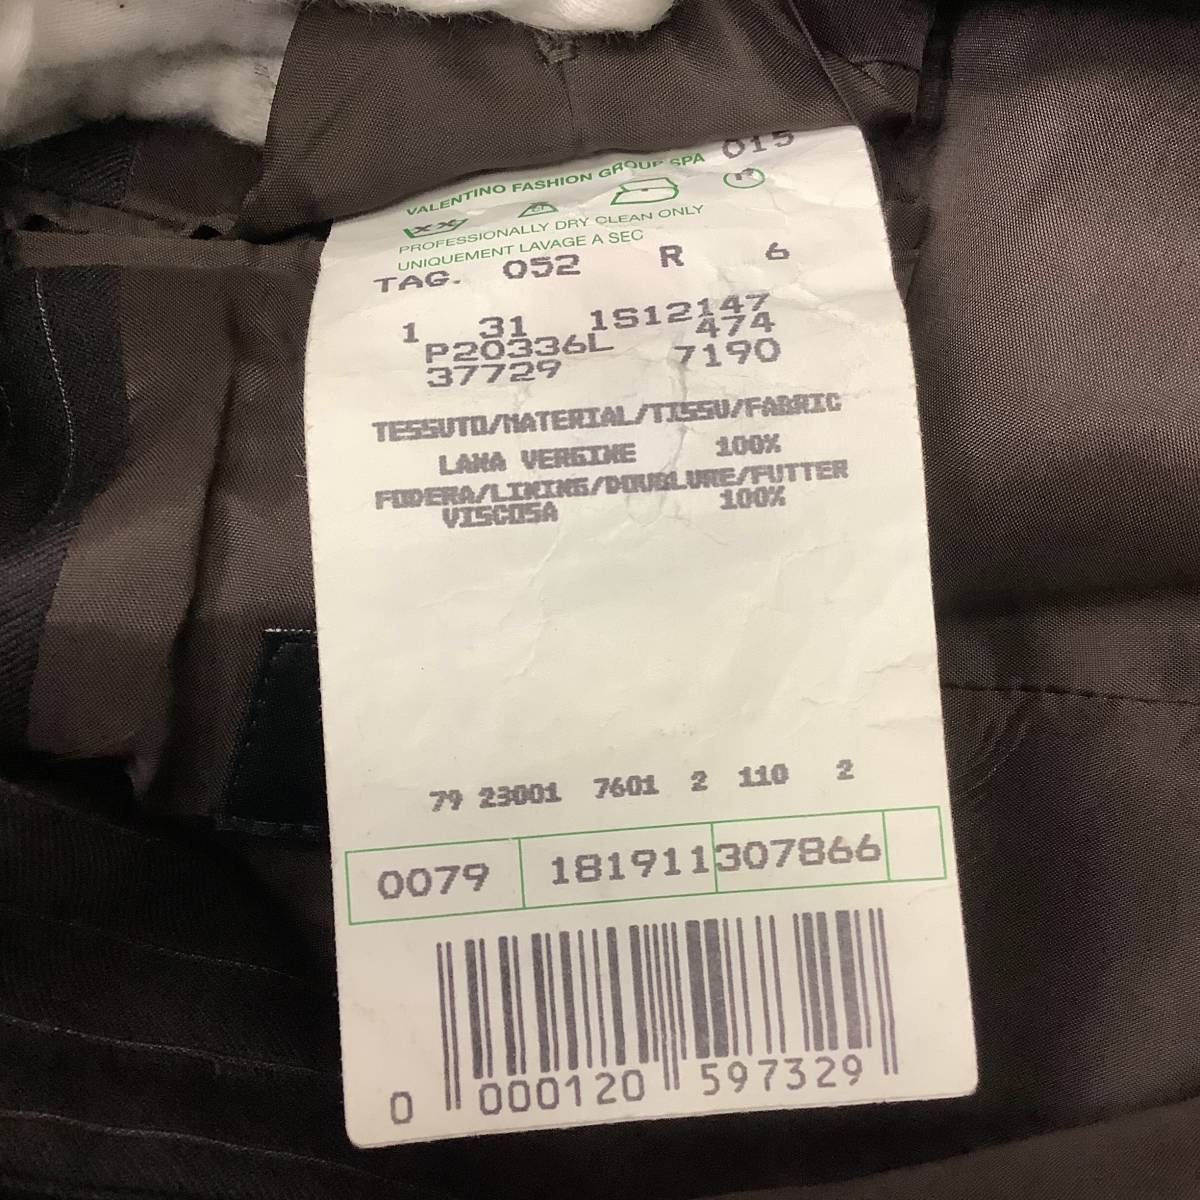 015
VALENTINO FASHION GROUP SPA
PROFESSIONALLY DRY CLEAN ONLY
UNIQUEMENT LAVAGE A SEC
TAG. 052 R 6
1 31 1S12147
P20336L 474
37729 7190
TESSUTO/MATERIAL/TISSU/FABRIC
LANA VERGINE 100%
FODERA/LINING/DOUBLURE/FUTTER
VISCOSA 100%
79 23001 7601 2 110 2
0079 181911 307866
0 000120 597329